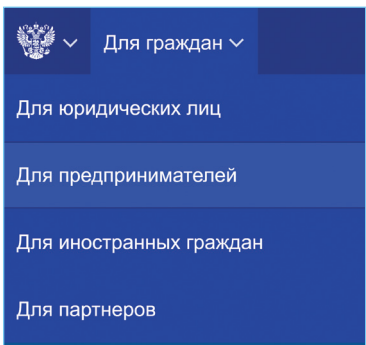 Для граждан
Для юридических лиц
Для предпринимателей
Для иностранных граждан
Для партнеров